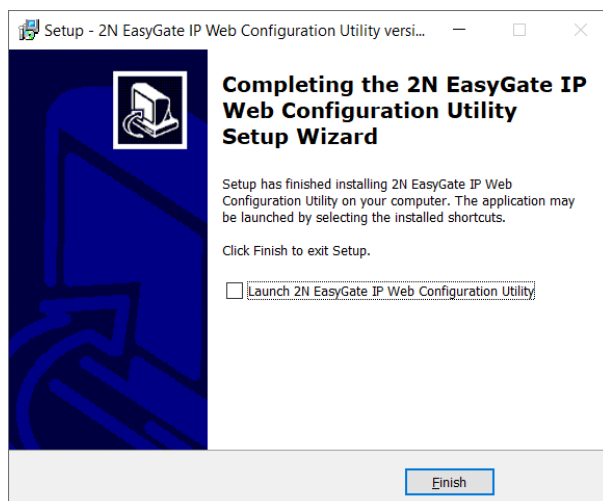 Setup - 2N EasyGate IP Web Configuration Utility versi...
Completing the 2N EasyGate IP
Web Configuration Utility
Setup Wizard
Setup has finished installing 2N EasyGate IP Web
Configuration Utility on your computer. The application may
be launched by selecting the installed shortcuts.
Click Finish to exit Setup.
Launch 2N EasyGate IP Web Configuration Utility
Finish